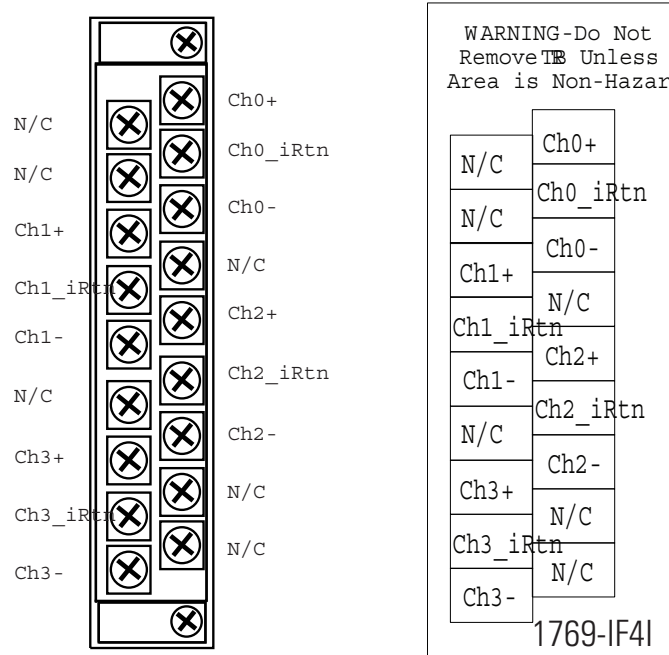 N/C
N/C
Ch1+
Ch1_iRtn
Ch1-
N/C
Ch3+
Ch3_iRtn
Ch3-
Ch0+
Ch0_iRtn
Ch0-
N/C
Ch2+
Ch2_iRtn
Ch2-
N/C
N/C
WARNING-Do Not
Remove TB Unless
Area is Non-Hazar
N/C
N/C
Ch1+
Ch1_iRtn
Ch1-
N/C
Ch3+
Ch3_iRtn
Ch3-
Ch0+
Ch0_iRtn
Ch0-
N/C
Ch2+
Ch2_iRtn
Ch2-
N/C
N/C
1769-IF4I